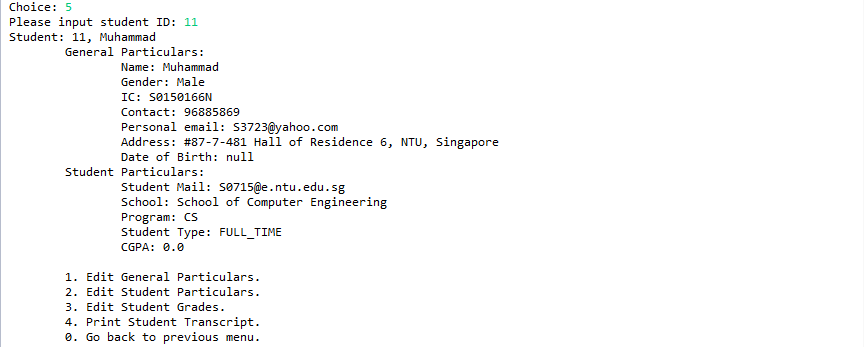 Choice: 5
Please input student ID: 11
Student: 11, Muhammad
General Particulars:
Name: Muhammad
Gender: Male
IC: S0150166N
Contact: 96885869
Personal email: S3723@yahoo.com
Address: #87-7-481 Hall of Residence 6, NTU, Singapore
Date of Birth: null
Student Particulars:
Student Mail: S0715@e.ntu.edu.sg
School: School of Computer Engineering
Program: CS
Student Type: FULL_TIME
CGPA: 0.0
1. Edit General Particulars.
2. Edit Student Particulars.
3. Edit Student Grades.
4. Print Student Transcript.
0. Go back to previous menu.